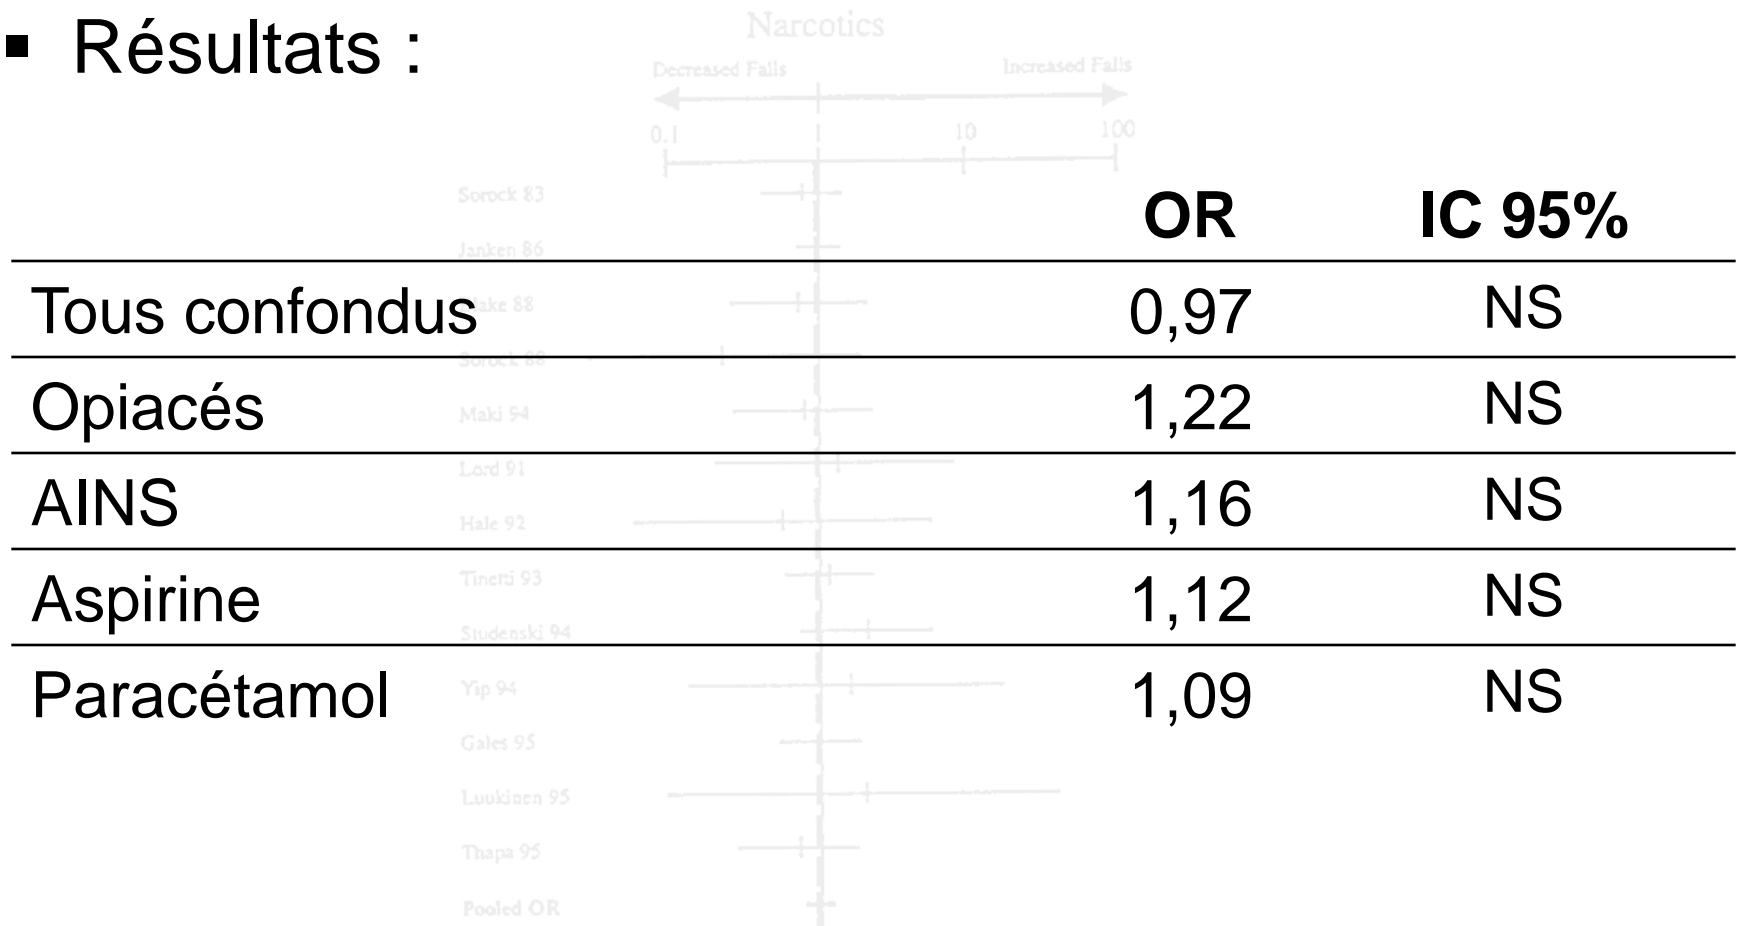 Narcotics
▪ Résultats :
Decreased Falls Increased Falls
0.1 1 10 100
Sorock 83
OR IC 95%
Janken 86
Tous confondus 0,97 NS
88
Sorock 88
Opiacés 1,22 NS
Maki 94
Lord 91
AINS 1,16 NS
Hale 92
Tinetti 93
Aspirine 1,12 NS
Studenski 94
Paracétamol 1,09 NS
Yip 94
Gales 95
Luukinen 95
Thapa 95
Pooled OR